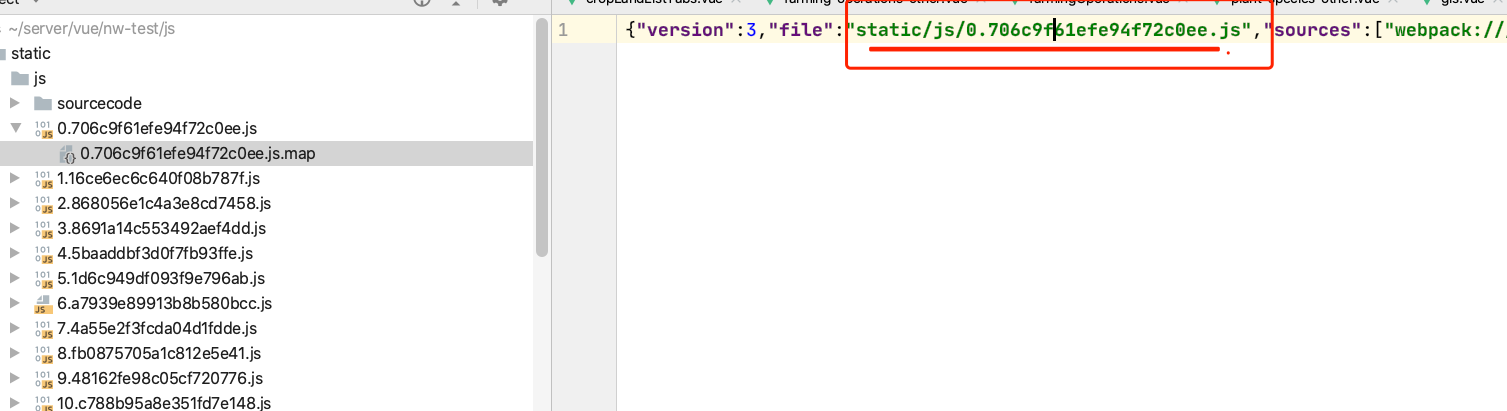 ect
cropLandListTabs.vue
~/server/vue/nw-test/js
static
js
sourcecode
0.706c9f61efe94f72c0ee.js
0.706c9f61efe94f72c0ee.js.map
1.16ce6ec6c640f08b787f.js
2.868056e1c4a3e8cd7458.js
3.8691a14c553492aef4dd.js
4.5baaddbf3d0f7fb93ffe.js
5.1d6c949df093f9e796ab.js
6.a7939e89913b8b580bcc.js
7.4a55e2f3fcda04d1fdde.js
8.fb0875705a1c812e5e41.js
9.48162fe98c05cf720776.js
10.c788b95a8e351fd7e148.js
1
{"version":3,"file":"static/js/0.706c9f61efe94f72c0ee.js","sources":["webpack://